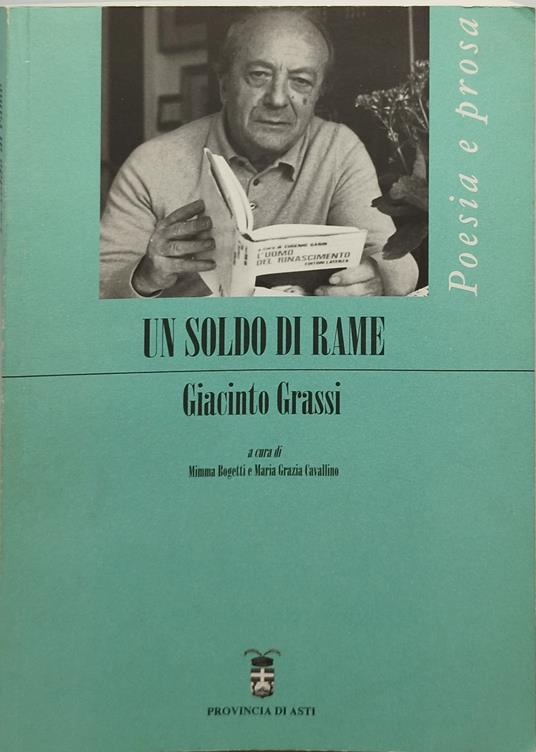 Poesia e prosa
A CURA DI EUGENIO GARIN
L'UOMO
DEL RINASCIMENTO
EDITORI LATERZA
UN SOLDO DI RAME
Giacinto Grassi
a cura di
Mimma Bogetti e Maria Grazia Cavallino
PROVINCIA DI ASTI